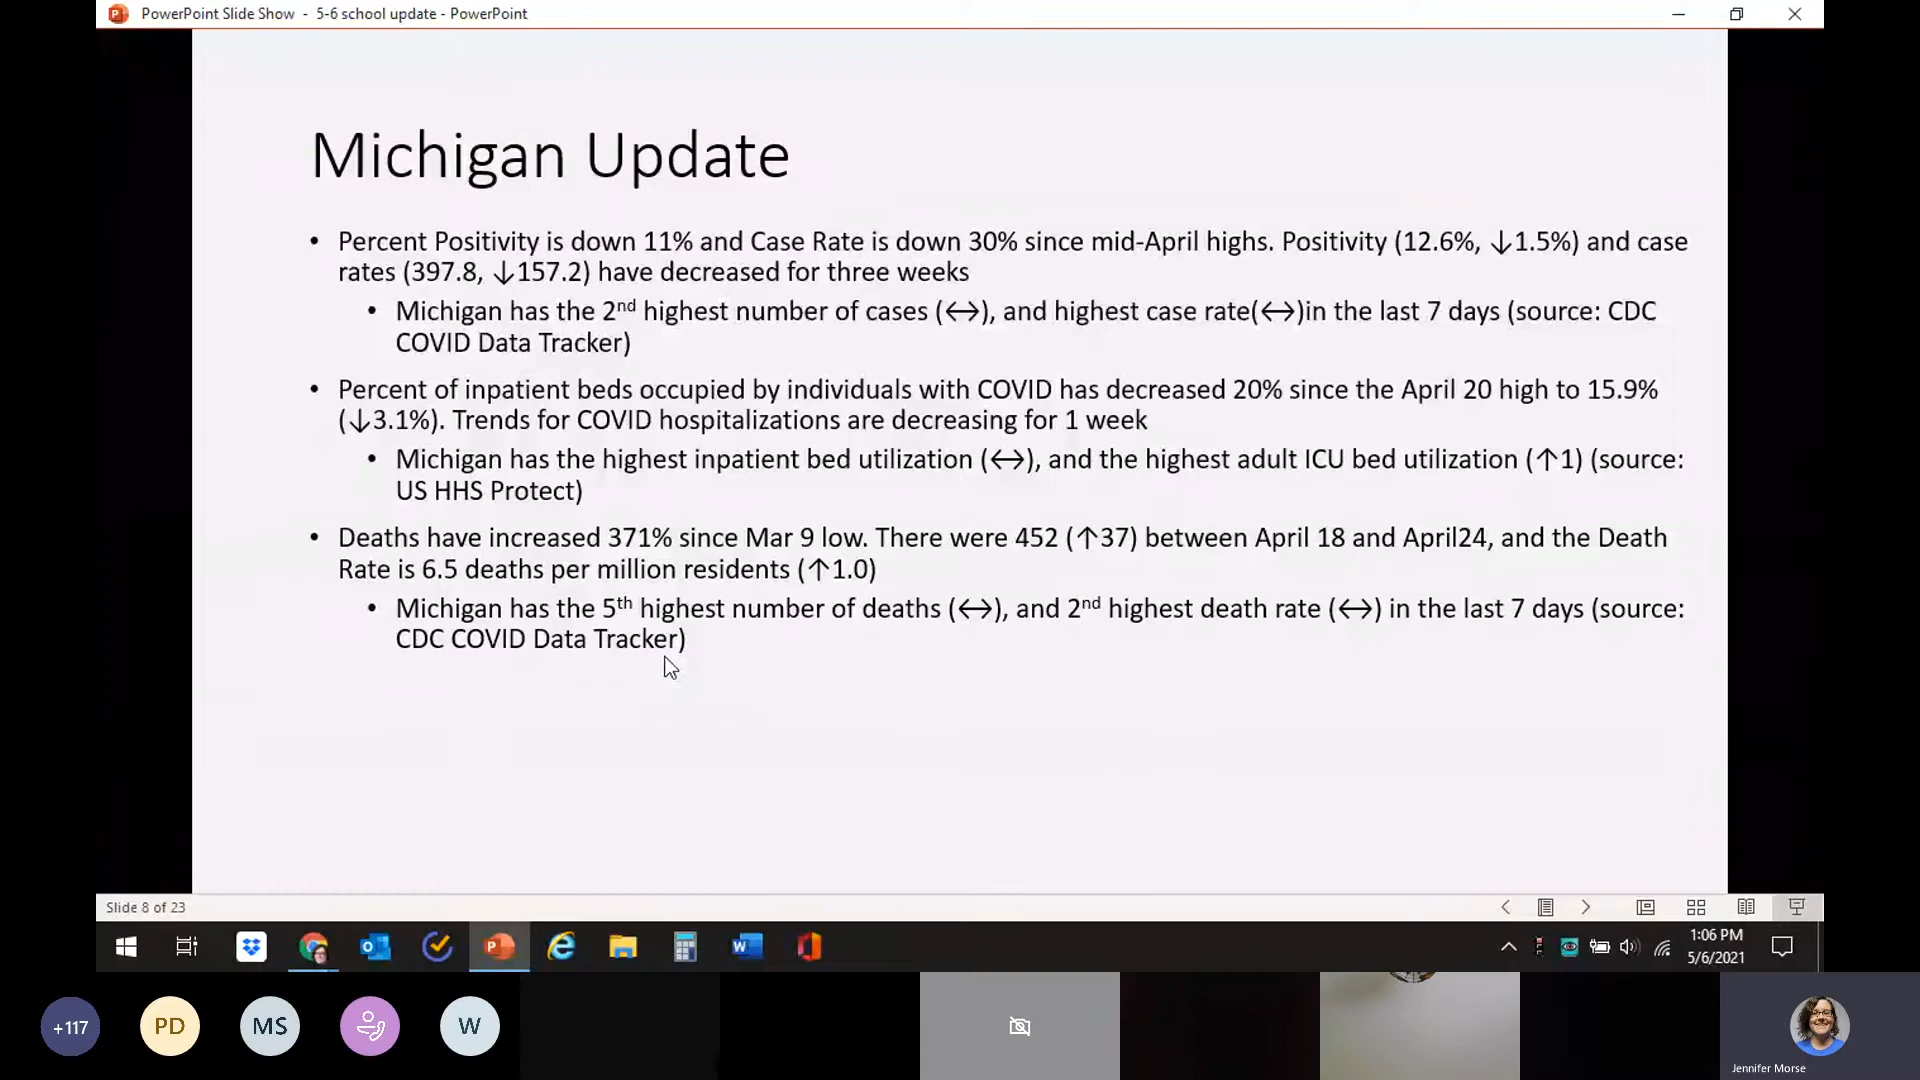 PowerPoint Slide Show - 5-6 school update - PowerPoint
Michigan Update
• Percent Positivity is down 11% and Case Rate is down 30% since mid-April highs. Positivity (12.6%, ↓1.5%) and case
rates (397.8, ↓157.2) have decreased for three weeks
• Michigan has the 2nd highest number of cases (↔), and highest case rate(↔)in the last 7 days (source: CDC
COVID Data Tracker)
• Percent of inpatient beds occupied by individuals with COVID has decreased 20% since the April 20 high to 15.9%
(↓3.1%). Trends for COVID hospitalizations are decreasing for 1 week
• Michigan has the highest inpatient bed utilization (↔), and the highest adult ICU bed utilization (↑1) (source:
US HHS Protect)
• Deaths have increased 371% since Mar 9 low. There were 452 (↑37) between April 18 and April24, and the Death
Rate is 6.5 deaths per million residents (↑1.0)
• Michigan has the 5th highest number of deaths (↔), and 2nd highest death rate (↔) in the last 7 days (source:
CDC COVID Data Tracker)
Slide 8 of 23
1:06 PM
5/6/2021
+117
PD
MS
W
Jennifer Morse